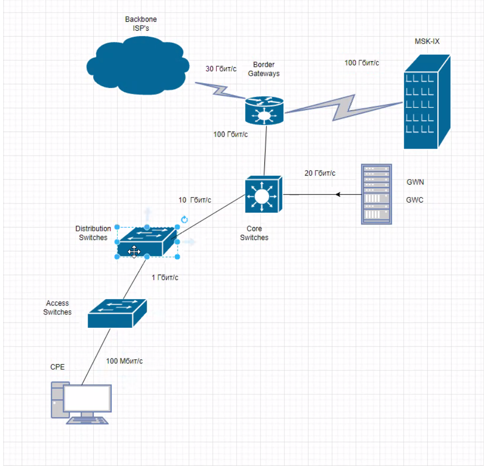 Backbone
ISP's
MSK-IX
30 Гбит/с
Border
Gateways
100 Гбит/с
100 Гбит/с
20 Гбит/с
GWN
GWC
10 Гбит/с
Distribution
Switches
Core
Switches
1 Гбит/с
Access
Switches
100 Мбит/с
CPE